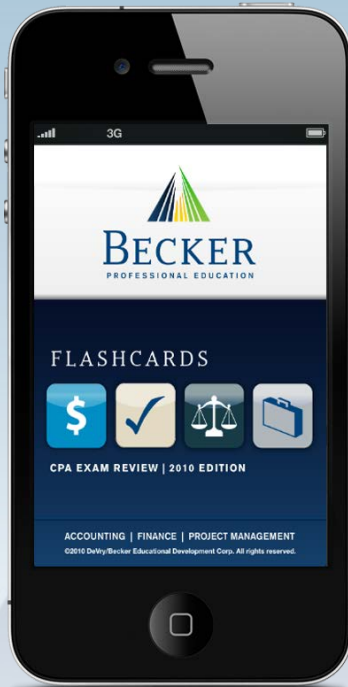 3G
BECKER
PROFESSIONAL EDUCATION
FLASHCARDS
$
CPA EXAM REVIEW | 2010 EDITION
ACCOUNTING | FINANCE | PROJECT MANAGEMENT
©2010 DeVry/Becker Educational Development Corp. All rights reserved.